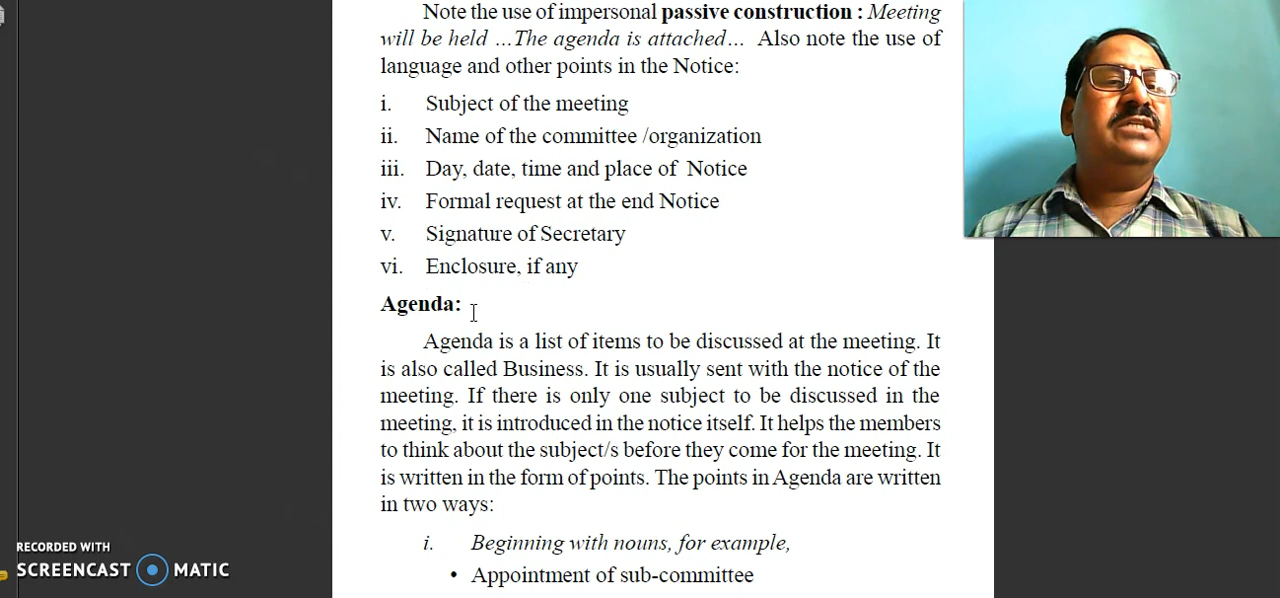 Note the use of impersonal passive construction : Meeting
will be held ...The agenda is attached... Also note the use of
language and other points in the Notice:
i. Subject of the meeting
ii. Name of the committee /organization
iii. Day, date, time and place of Notice
iv. Formal request at the end Notice
v. Signature of Secretary
vi. Enclosure, if any
Agenda:
Agenda is a list of items to be discussed at the meeting. It
is also called Business. It is usually sent with the notice of the
meeting. If there is only one subject to be discussed in the
meeting, it is introduced in the notice itself. It helps the members
to think about the subject/s before they come for the meeting. It
is written in the form of points. The points in Agenda are written
in two ways:
i. Beginning with nouns, for example,
• Appointment of sub-committee
RECORDED WITH
SCREENCAST MATIC